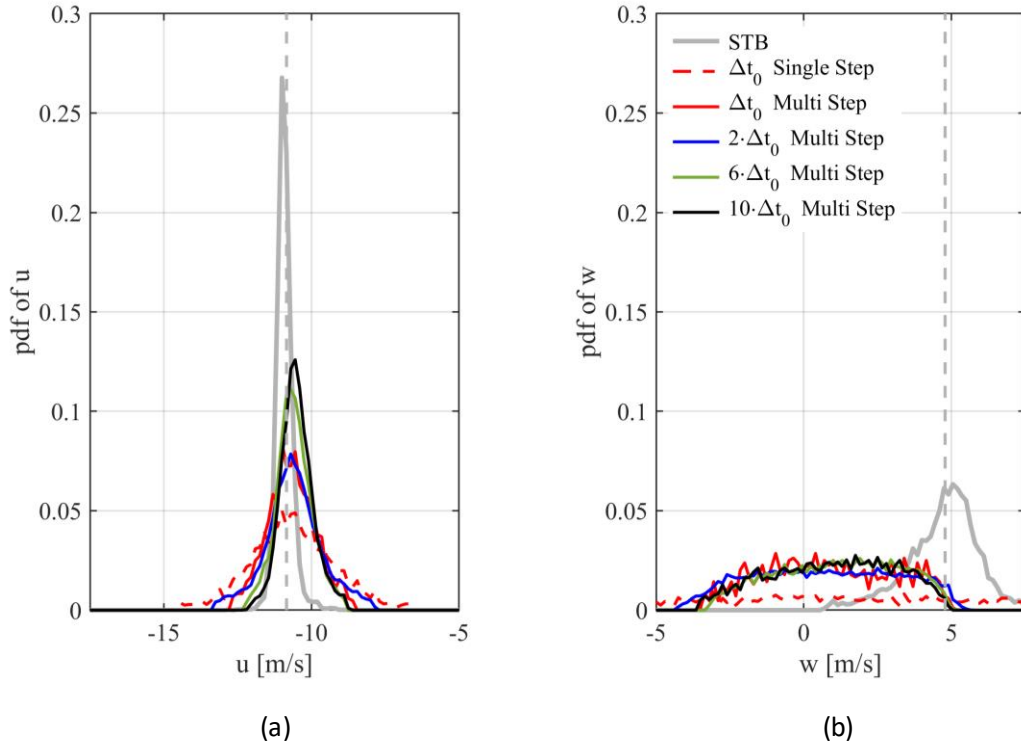 0.3
0.25
0.2
0.15
0.1
0.05
0
pdf of u
-15
-10
-5
u [m/s]
(a)
0.3
0.25
0.2
0.15
0.1
0.05
0
pdf of w
STB
Δt₀ Single Step
Δt₀ Multi Step
2·Δt₀ Multi Step
6·Δt₀ Multi Step
10·Δt₀ Multi Step
-5
0
5
w [m/s]
(b)